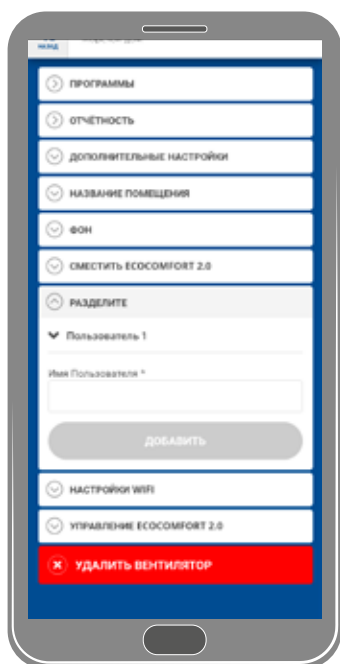 НАЗАД
ПРОГРАММЫ
ОТЧЁТНОСТЬ
ДОПОЛНИТЕЛЬНЫЕ НАСТРОЙКИ
НАЗВАНИЕ ПОМЕЩЕНИЯ
ФОН
СМЕСТИТЬ ECOCOMFORT 2.0
РАЗДЕЛИТЕ
Пользователь 1
Имя Пользователя *
ДОБАВИТЬ
НАСТРОЙКИ WIFI
УПРАВЛЕНИЕ ECOCOMFORT 2.0
УДАЛИТЬ ВЕНТИЛЯТОР